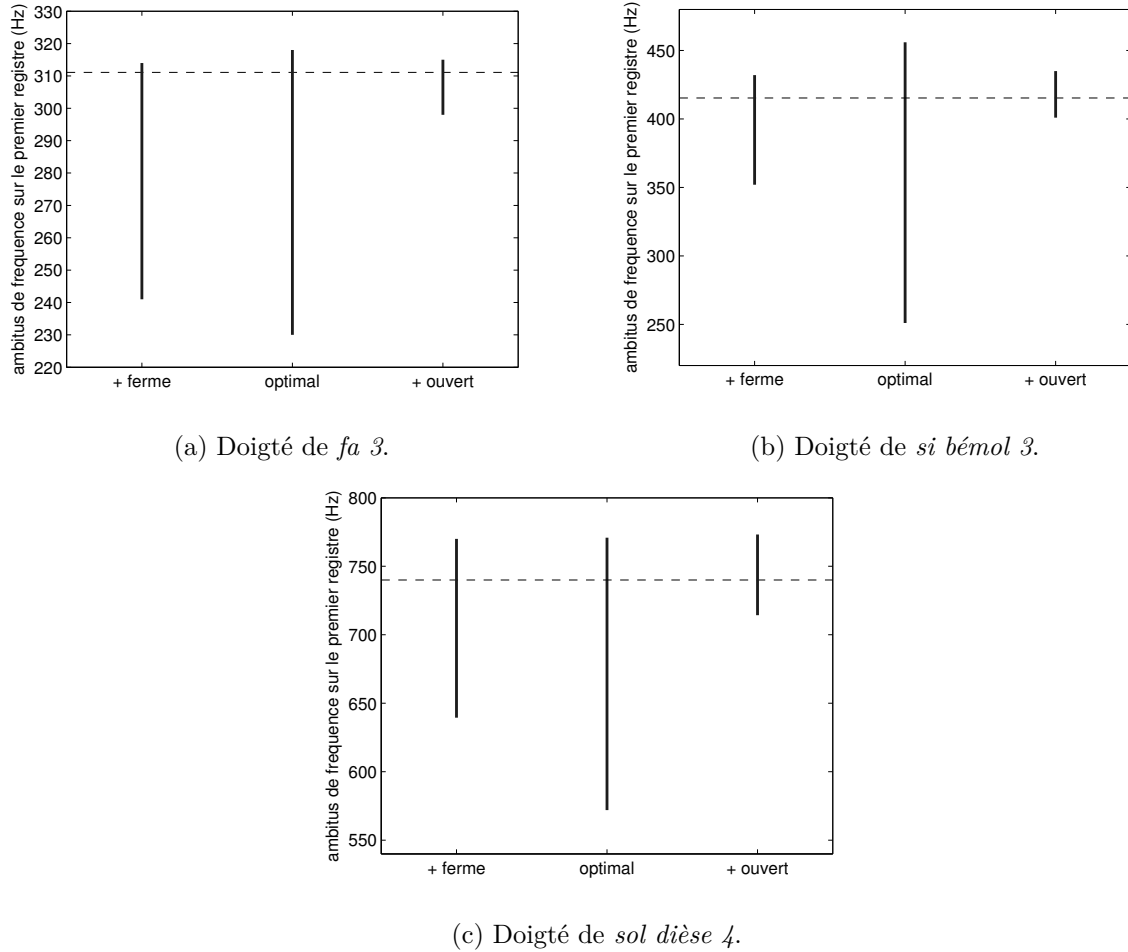 ambitus de frequence sur le premier registre (Hz)
330
320
310
300
290
280
270
260
250
240
230
220
+ ferme optimal + ouvert
(a) Doigté de fa 3.
ambitus de frequence sur le premier registre (Hz)
450
400
350
300
250
+ ferme optimal + ouvert
(b) Doigté de si bémol 3.
ambitus de frequence sur le premier registre (Hz)
800
750
700
650
600
550
+ ferme optimal + ouvert
(c) Doigté de sol dièse 4.